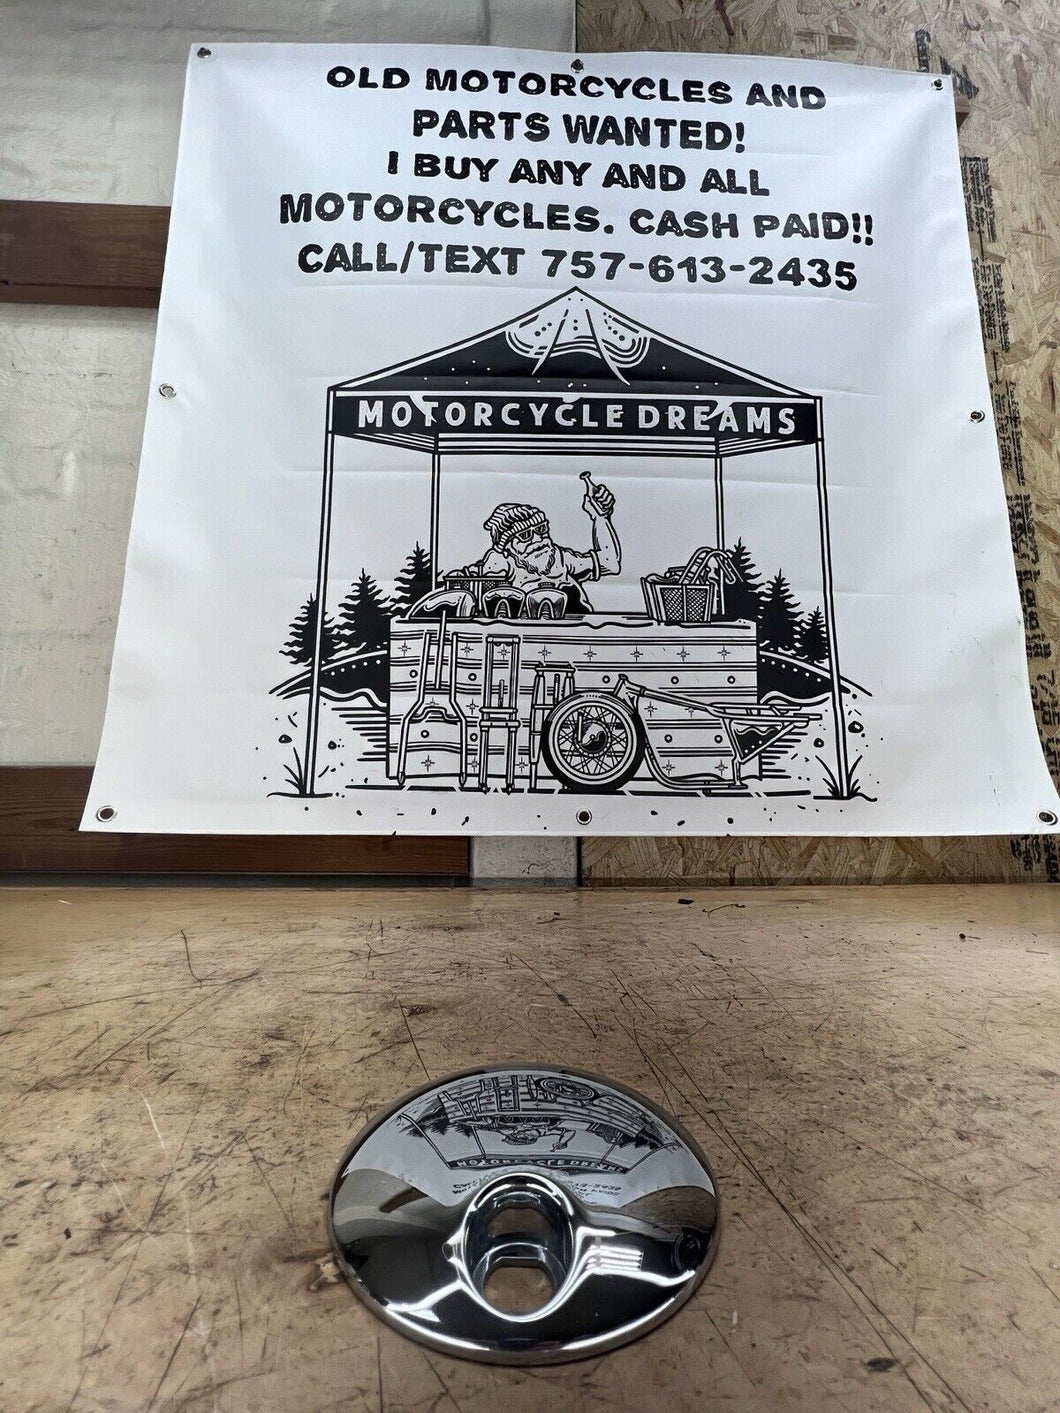 OLD MOTORCYCLES AND
PARTS WANTED!
I BUY ANY AND ALL
MOTORCYCLES. CASH PAID!!
CALL/TEXT 757-613-2435
MOTORCYCLE DREAMS